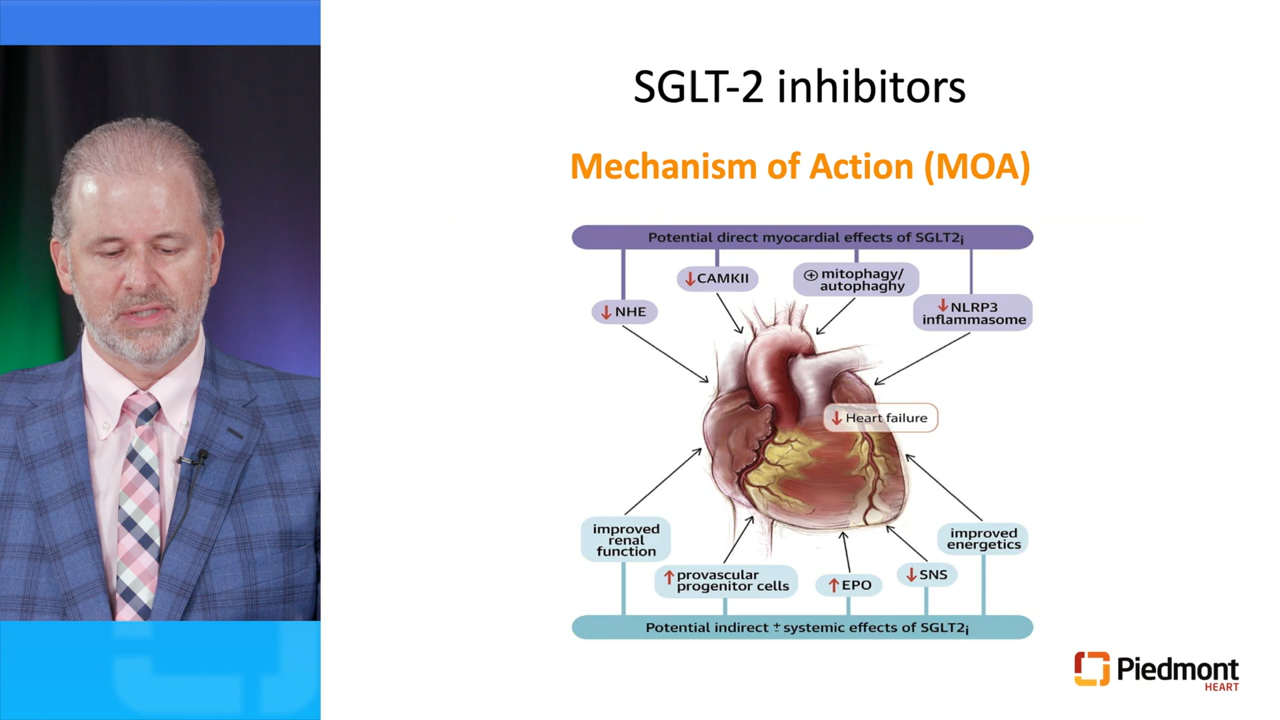 SGLT-2 inhibitors
Mechanism of Action (MOA)
Potential direct myocardial effects of SGLT2i
↓CAMKII
⊕ mitophagy/
autophaghy
↓ NHE
↓NLRP3
inflammasome
↓ Heart failure
improved
renal
function
improved
energetics
↑ provascular
progenitor cells
↑ EPO
↓ SNS
Potential indirect ± systemic effects of SGLT2i
Piedmont
HEART